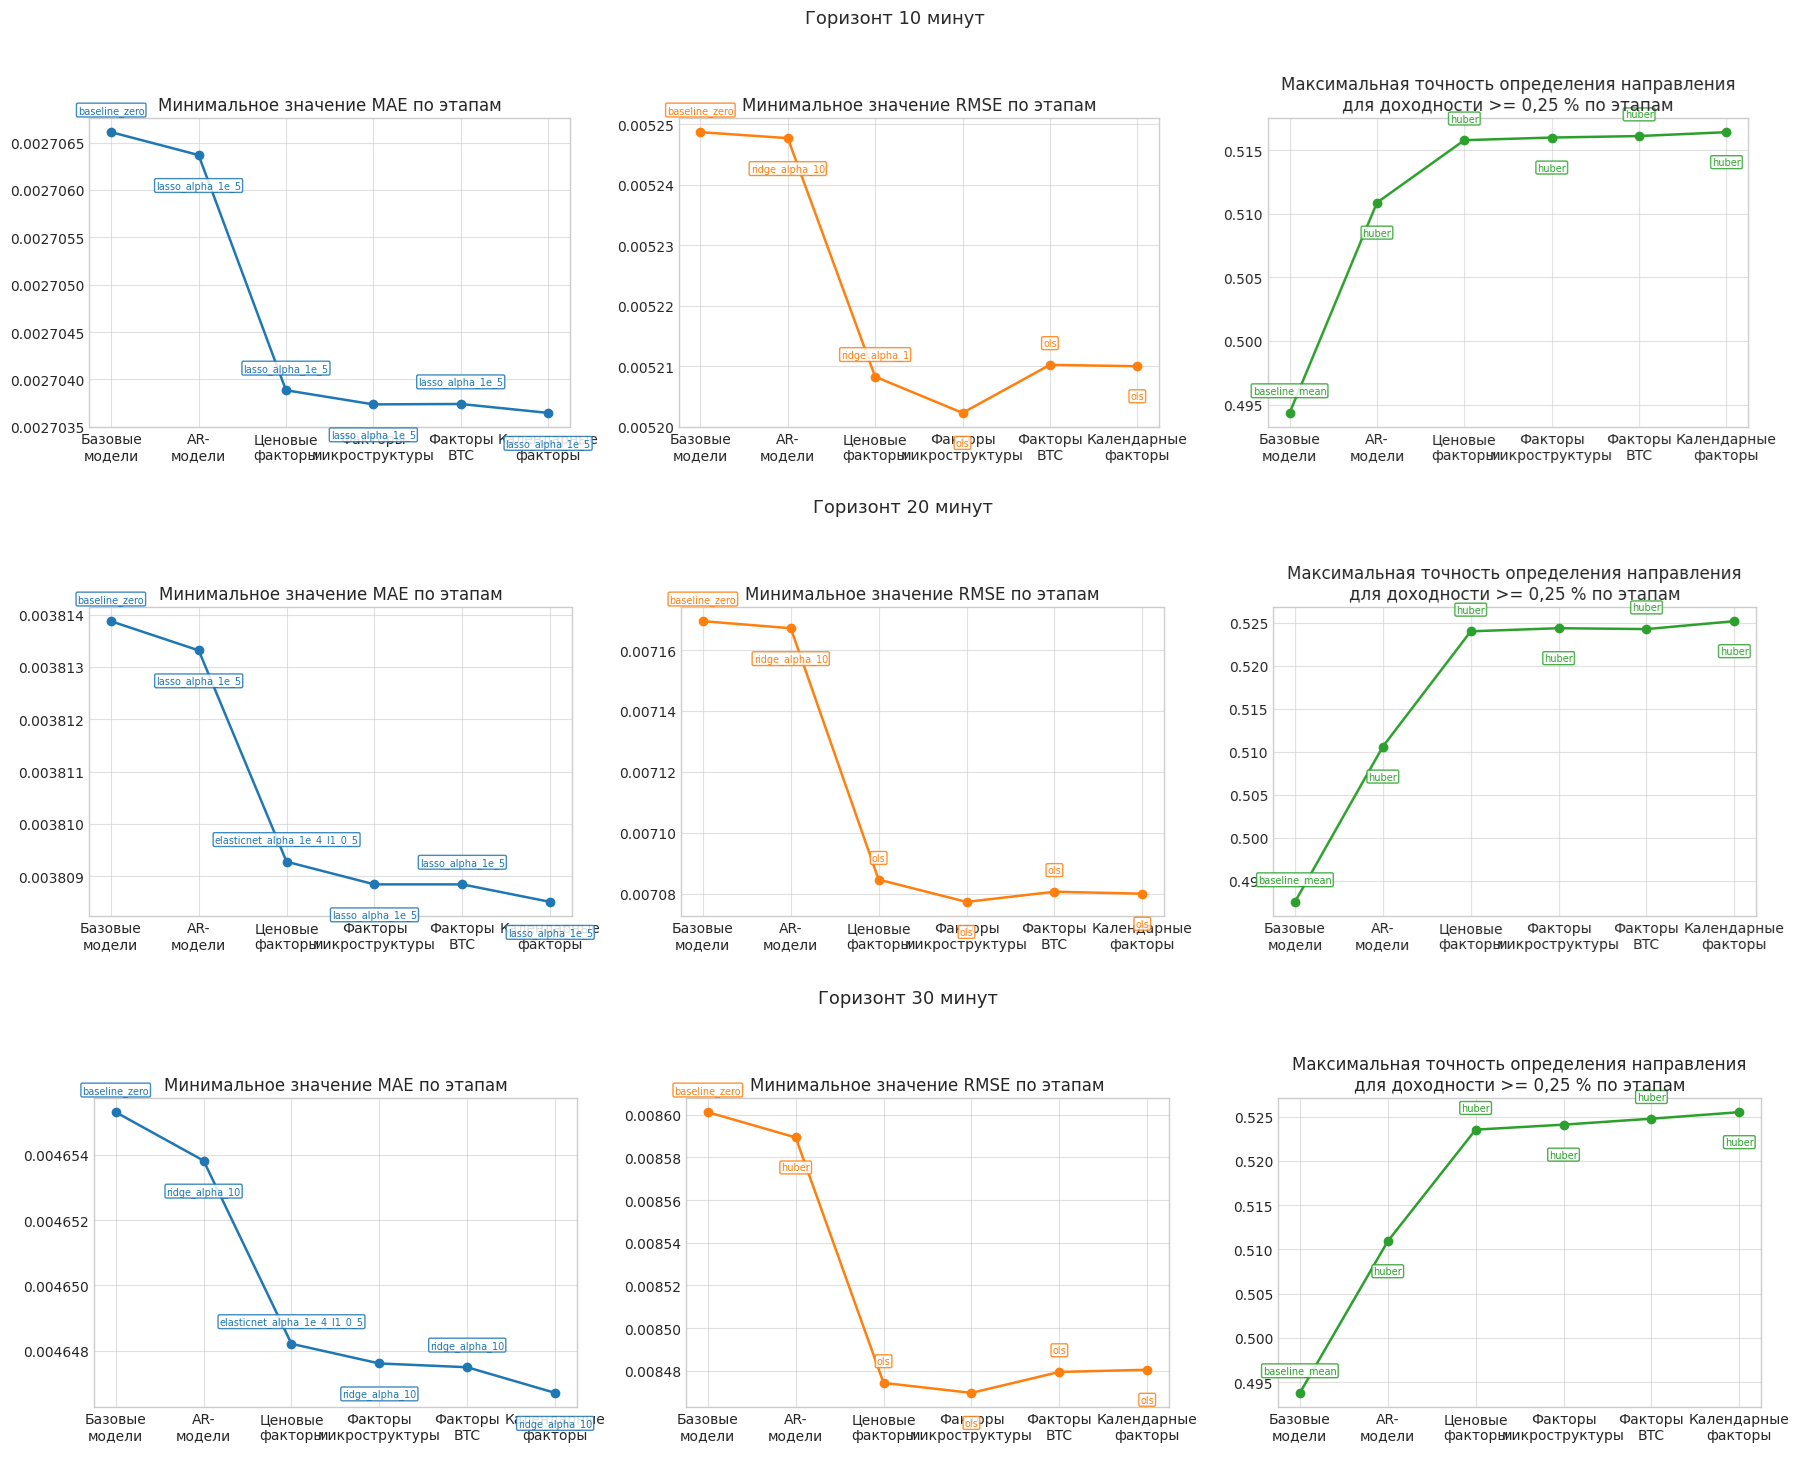 Горизонт 10 минут
Минимальное значение MAE по этапам
baseline_zero
lasso_alpha_1e_5
lasso_alpha_1e_5
lasso_alpha_1e_5
lasso_alpha_1e_5
lasso_alpha_1e_5
0.0027065
0.0027060
0.0027055
0.0027050
0.0027045
0.0027040
0.0027035
Базовые
модели
AR-
модели
Ценовые
факторы
Факторы
микроструктуры
Факторы
BTC
Календарные
факторы
Минимальное значение RMSE по этапам
baseline_zero
ridge_alpha_10
ridge_alpha_1
ols
ols
ols
0.00525
0.00524
0.00523
0.00522
0.00521
0.00520
Базовые
модели
AR-
модели
Ценовые
факторы
Факторы
микроструктуры
Факторы
BTC
Календарные
факторы
Максимальная точность определения направления
для доходности >= 0,25 % по этапам
baseline_mean
huber
huber
huber
huber
huber
0.515
0.510
0.505
0.500
0.495
Базовые
модели
AR-
модели
Ценовые
факторы
Факторы
микроструктуры
Факторы
BTC
Календарные
факторы
Горизонт 20 минут
Минимальное значение MAE по этапам
baseline_zero
lasso_alpha_1e_5
elasticnet_alpha_1e_4_l1_0_5
lasso_alpha_1e_5
lasso_alpha_1e_5
lasso_alpha_1e_5
0.003814
0.003813
0.003812
0.003811
0.003810
0.003809
Базовые
модели
AR-
модели
Ценовые
факторы
Факторы
микроструктуры
Факторы
BTC
Календарные
факторы
Минимальное значение RMSE по этапам
baseline_zero
ridge_alpha_10
ols
ols
ols
ols
0.00716
0.00714
0.00712
0.00710
0.00708
Базовые
модели
AR-
модели
Ценовые
факторы
Факторы
микроструктуры
Факторы
BTC
Календарные
факторы
Максимальная точность определения направления
для доходности >= 0,25 % по этапам
baseline_mean
huber
huber
huber
huber
huber
0.525
0.520
0.515
0.510
0.505
0.500
0.495
Базовые
модели
AR-
модели
Ценовые
факторы
Факторы
микроструктуры
Факторы
BTC
Календарные
факторы
Горизонт 30 минут
Минимальное значение MAE по этапам
baseline_zero
ridge_alpha_10
elasticnet_alpha_1e_4_l1_0_5
ridge_alpha_10
ridge_alpha_10
ridge_alpha_10
0.004654
0.004652
0.004650
0.004648
Базовые
модели
AR-
модели
Ценовые
факторы
Факторы
микроструктуры
Факторы
BTC
Календарные
факторы
Минимальное значение RMSE по этапам
baseline_zero
huber
ols
ols
ols
ols
0.00860
0.00858
0.00856
0.00854
0.00852
0.00850
0.00848
Базовые
модели
AR-
модели
Ценовые
факторы
Факторы
микроструктуры
Факторы
BTC
Календарные
факторы
Максимальная точность определения направления
для доходности >= 0,25 % по этапам
baseline_mean
huber
huber
huber
huber
huber
0.525
0.520
0.515
0.510
0.505
0.500
0.495
Базовые
модели
AR-
модели
Ценовые
факторы
Факторы
микроструктуры
Факторы
BTC
Календарные
факторы